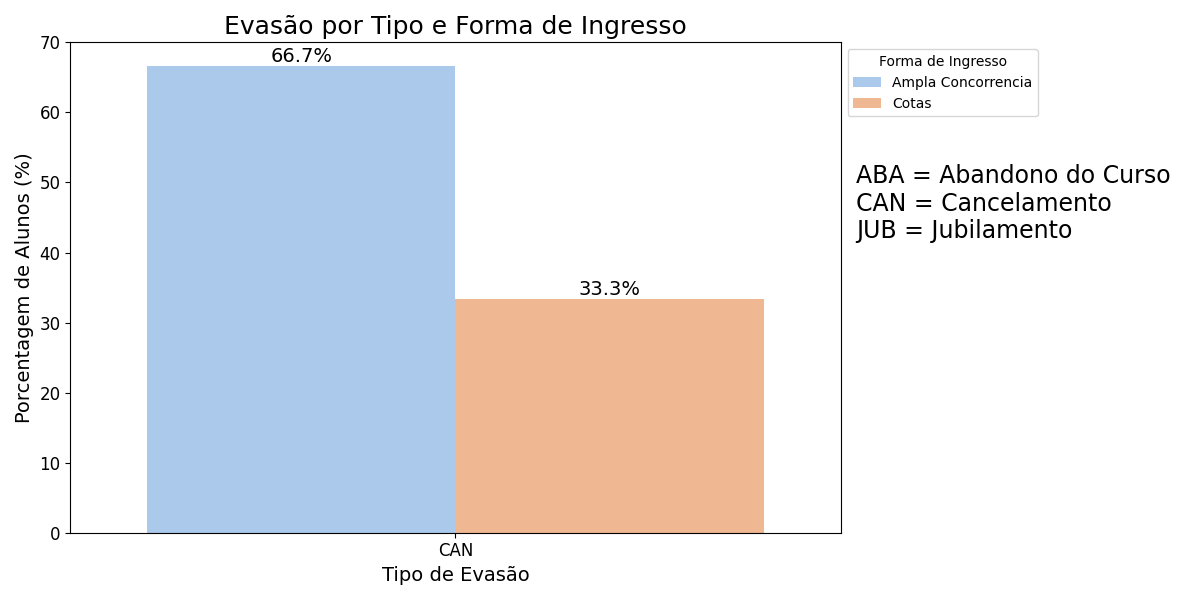 Evasão por Tipo e Forma de Ingresso
Porcentagem de Alunos (%)
70
60
50
40
30
20
10
0
66.7%
33.3%
CAN
Tipo de Evasão
Forma de Ingresso
Ampla Concorrencia
Cotas
ABA = Abandono do Curso
CAN = Cancelamento
JUB = Jubilamento